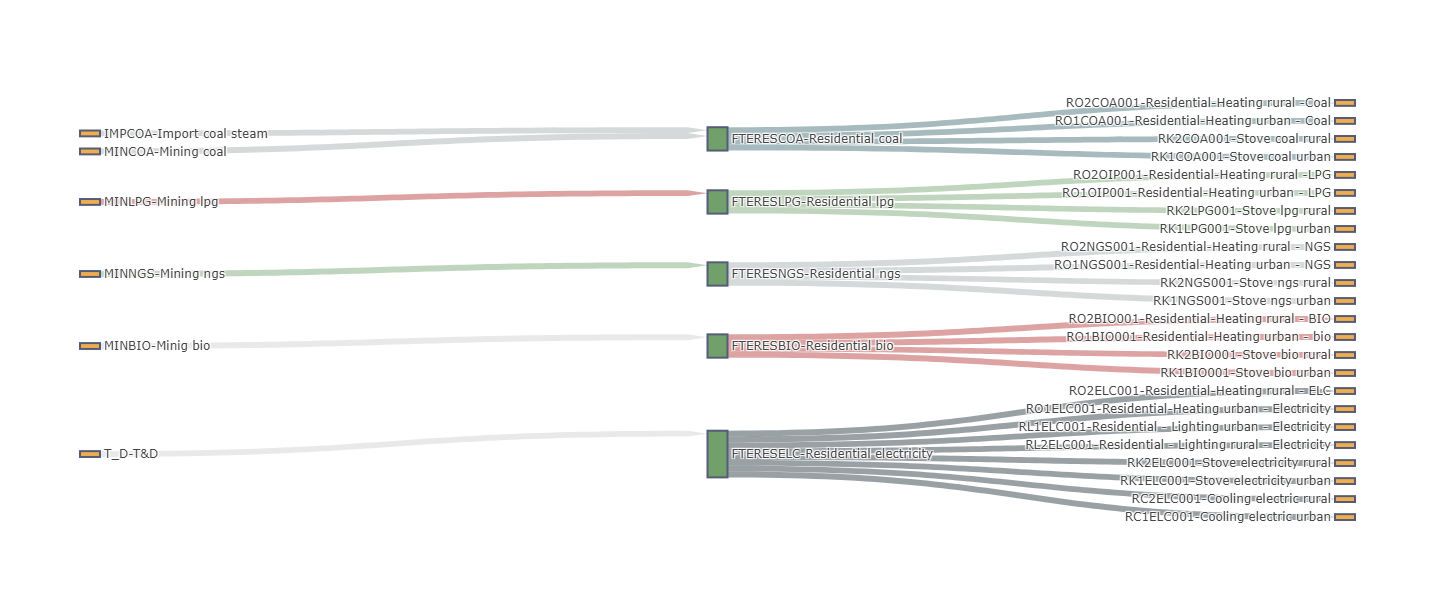 IMPCOA-Import coal steam
MINCOA-Mining coal
MINLPG-Mining lpg
MINNGS-Mining ngs
MINBIO-Minig bio
T_D-T&D
FTERESCOA-Residential coal
FTERESLPG-Residential lpg
FTERESNGS-Residential ngs
FTERESBIO-Residential bio
FTERESELC-Residential electricity
RO2COA001-Residential-Heating rural - Coal
RO1COA001-Residential-Heating urban - Coal
RK2COA001-Stove coal rural
RK1COA001-Stove coal urban
RO2OIP001-Residential-Heating rural - LPG
RO1OIP001-Residential-Heating urban - LPG
RK2LPG001-Stove lpg rural
RK1LPG001-Stove lpg urban
RO2NGS001-Residential-Heating rural - NGS
RO1NGS001-Residential-Heating urban - NGS
RK2NGS001-Stove ngs rural
RK1NGS001-Stove ngs urban
RO2BIO001-Residential-Heating rural - BIO
RO1BIO001-Residential-Heating urban - bio
RK2BIO001-Stove bio rural
RK1BIO001-Stove bio urban
RO2ELC001-Residential-Heating rural - ELC
RO1ELC001-Residential-Heating urban - Electricity
RL1ELC001-Residential - Lighting urban - Electricity
RL2ELC001-Residential - Lighting rural - Electricity
RK2ELC001-Stove electricity rural
RK1ELC001-Stove electricity urban
RC2ELC001-Cooling electric rural
RC1ELC001-Cooling electric urban